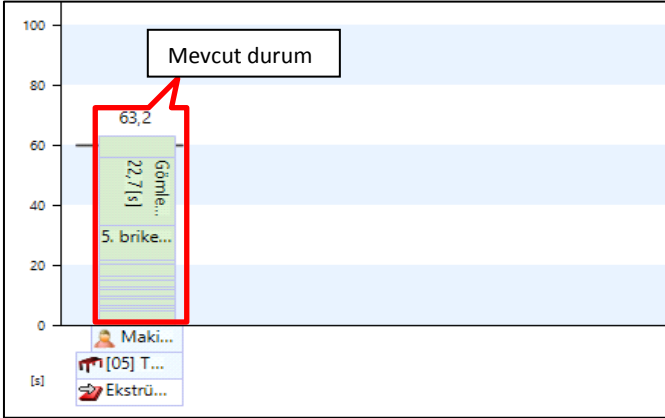 100
Mevcut durum
80
63,2
60
Gömle...
22,7[s]
40
5. brike...
20
0
Maki...
[05] T...
[s]
Ekstrü...